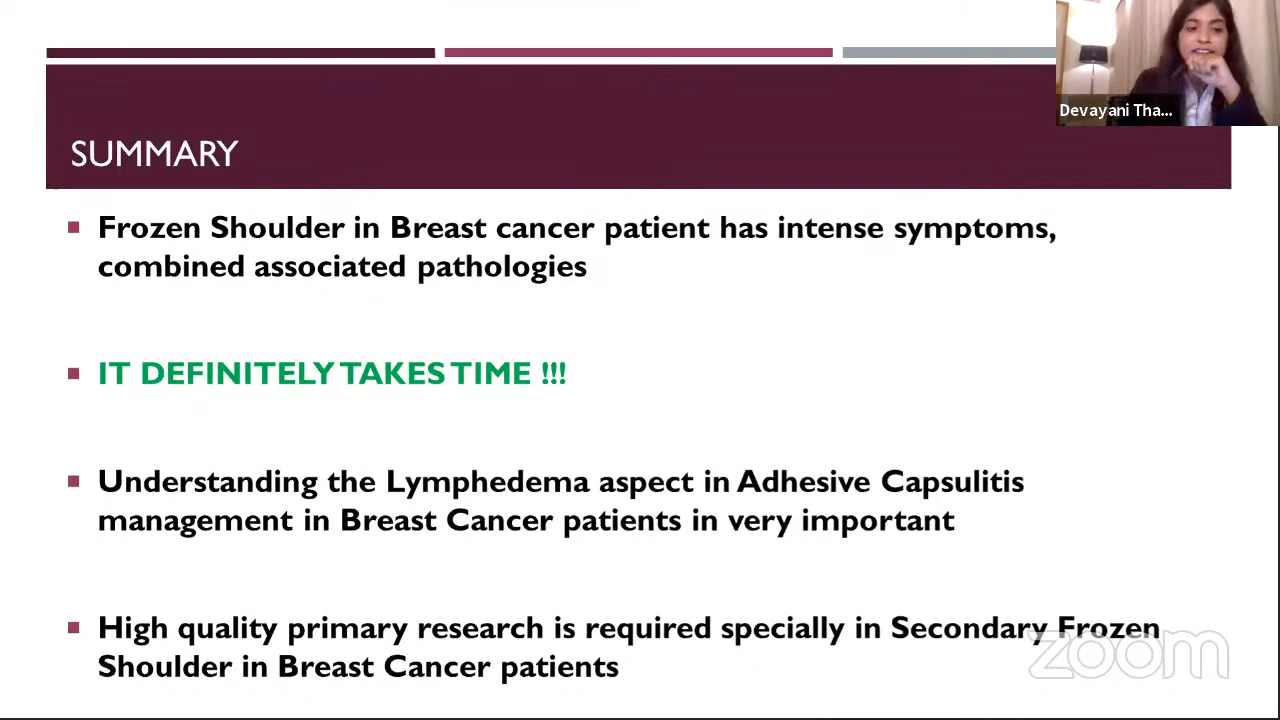 Devayani Tha...
SUMMARY
Frozen Shoulder in Breast cancer patient has intense symptoms,
combined associated pathologies
IT DEFINITELY TAKES TIME !!!
Understanding the Lymphedema aspect in Adhesive Capsulitis
management in Breast Cancer patients in very important
High quality primary research is required specially in Secondary Frozen
Shoulder in Breast Cancer patients
zoom